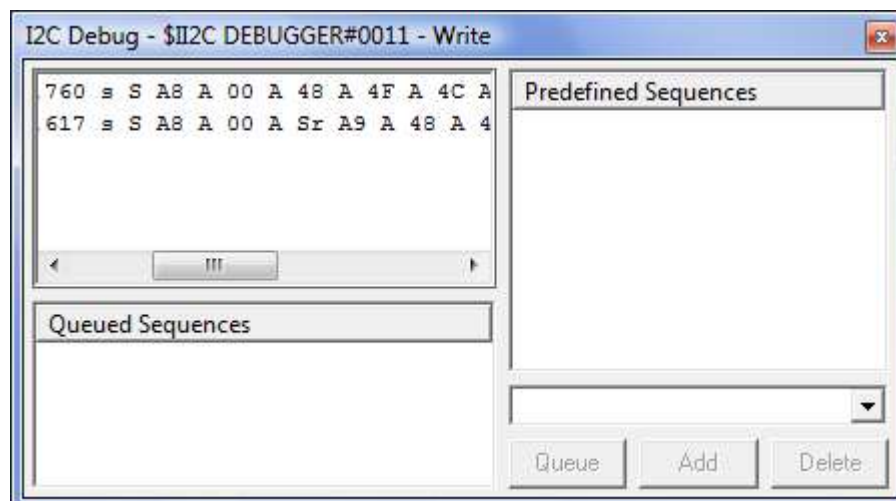 I2C Debug - $II2C DEBUGGER#0011 - Write
760 s S A8 A 00 A 48 A 4F A 4C A
617 s S A8 A 00 A Sr A9 A 48 A 4
Predefined Sequences
Queued Sequences
Queue
Add
Delete